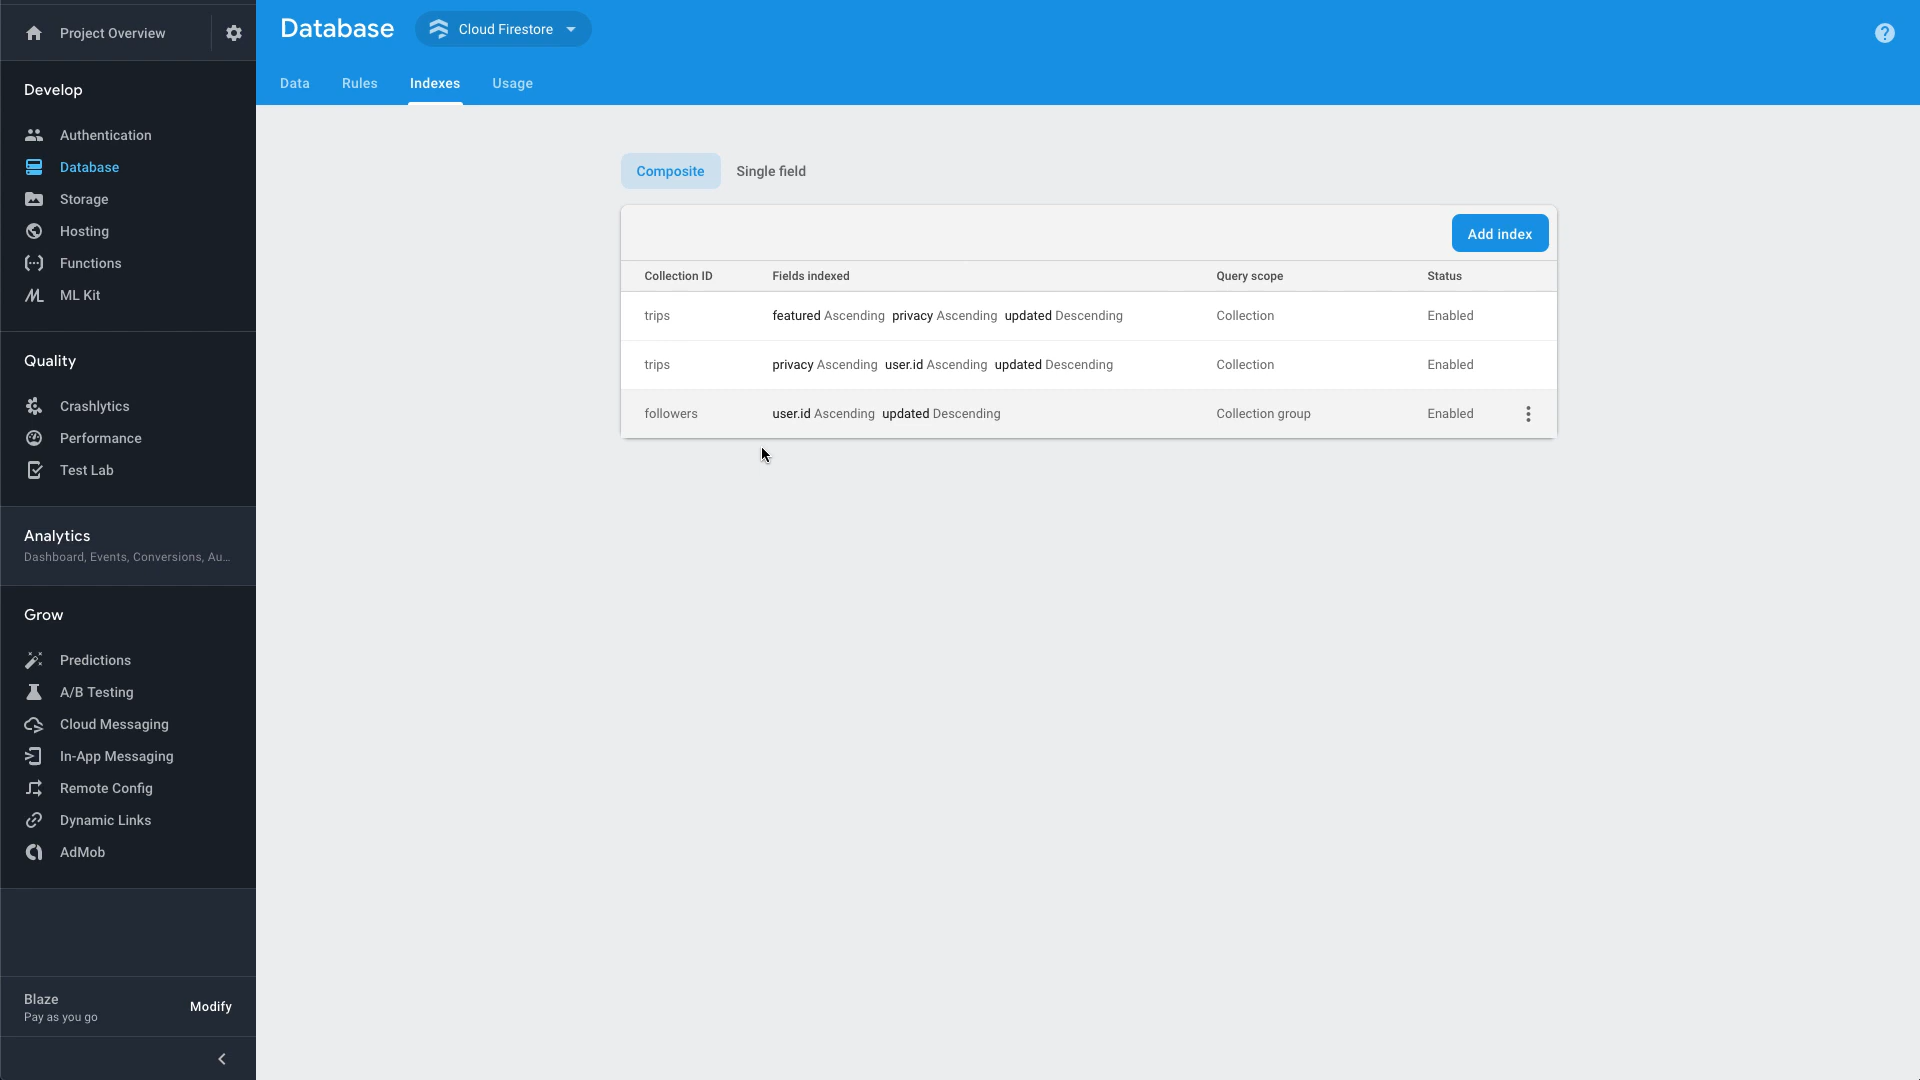 Project Overview
Develop
Authentication
Database
Storage
Hosting
Functions
ML Kit
Quality
Crashlytics
Performance
Test Lab
Analytics
Dashboard, Events, Conversions, Au...
Grow
Predictions
A/B Testing
Cloud Messaging
In-App Messaging
Remote Config
Dynamic Links
AdMob
Blaze
Pay as you go
Modify
Database
Cloud Firestore
Data Rules Indexes Usage
Composite Single field
Add index
Collection ID Fields indexed Query scope Status
trips featured Ascending privacy Ascending updated Descending Collection Enabled
trips privacy Ascending user.id Ascending updated Descending Collection Enabled
followers user.id Ascending updated Descending Collection group Enabled